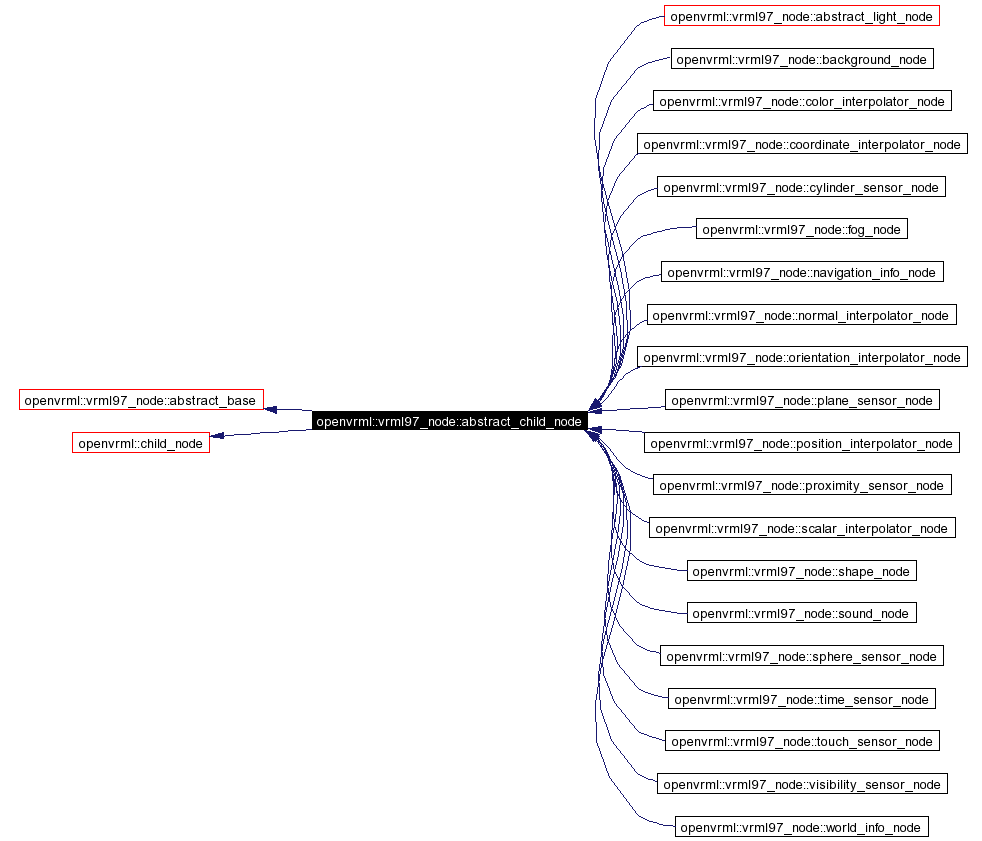 openvrml::vrml97_node::abstract_light_node
openvrml::vrml97_node::background_node
openvrml::vrml97_node::color_interpolator_node
openvrml::vrml97_node::coordinate_interpolator_node
openvrml::vrml97_node::cylinder_sensor_node
openvrml::vrml97_node::fog_node
openvrml::vrml97_node::navigation_info_node
openvrml::vrml97_node::normal_interpolator_node
openvrml::vrml97_node::orientation_interpolator_node
openvrml::vrml97_node::abstract_base
openvrml::vrml97_node::plane_sensor_node
openvrml::vrml97_node::abstract_child_node
openvrml::child_node
openvrml::vrml97_node::position_interpolator_node
openvrml::vrml97_node::proximity_sensor_node
openvrml::vrml97_node::scalar_interpolator_node
openvrml::vrml97_node::shape_node
openvrml::vrml97_node::sound_node
openvrml::vrml97_node::sphere_sensor_node
openvrml::vrml97_node::time_sensor_node
openvrml::vrml97_node::touch_sensor_node
openvrml::vrml97_node::visibility_sensor_node
openvrml::vrml97_node::world_info_node